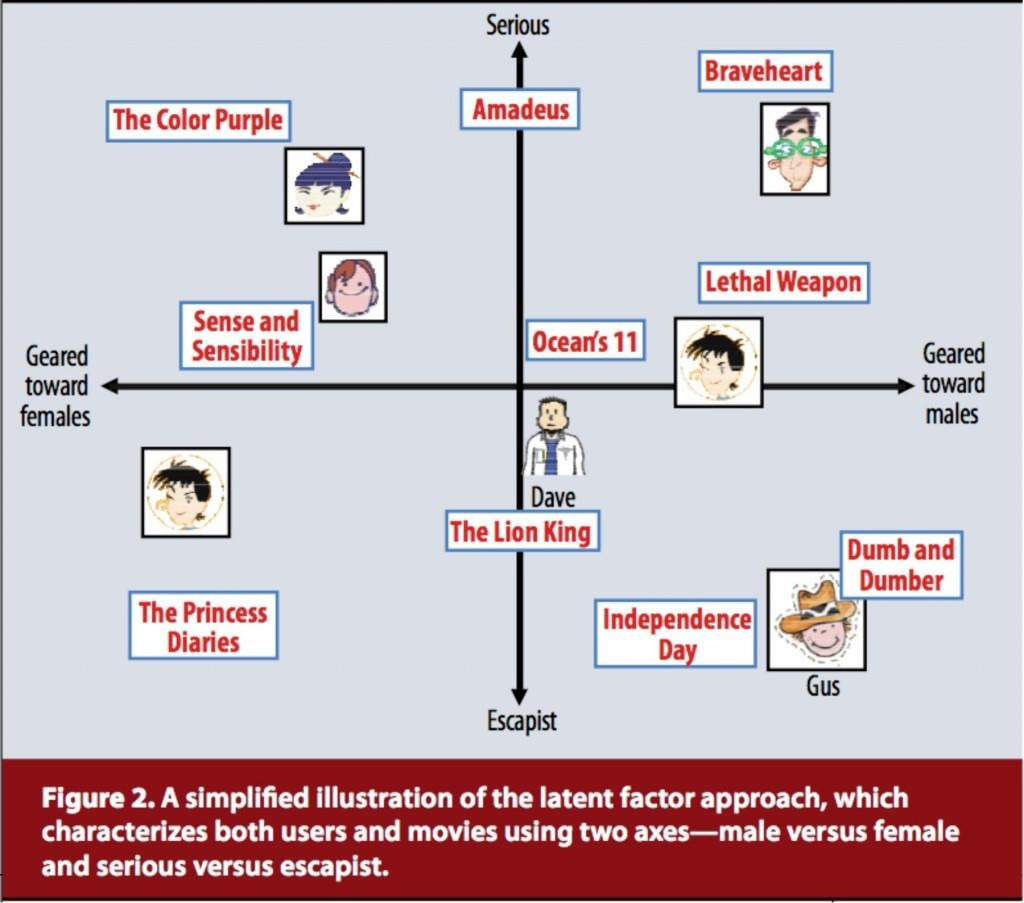 Serious
Braveheart
Amadeus
The Color Purple
Lethal Weapon
Sense and
Sensibility
Ocean's 11
Geared
toward
females
Geared
toward
males
Dave
The Lion King
Dumb and
Dumber
The Princess
Diaries
Independence
Day
Gus
Escapist
Figure 2. A simplified illustration of the latent factor approach, which
characterizes both users and movies using two axes—male versus female
and serious versus escapist.